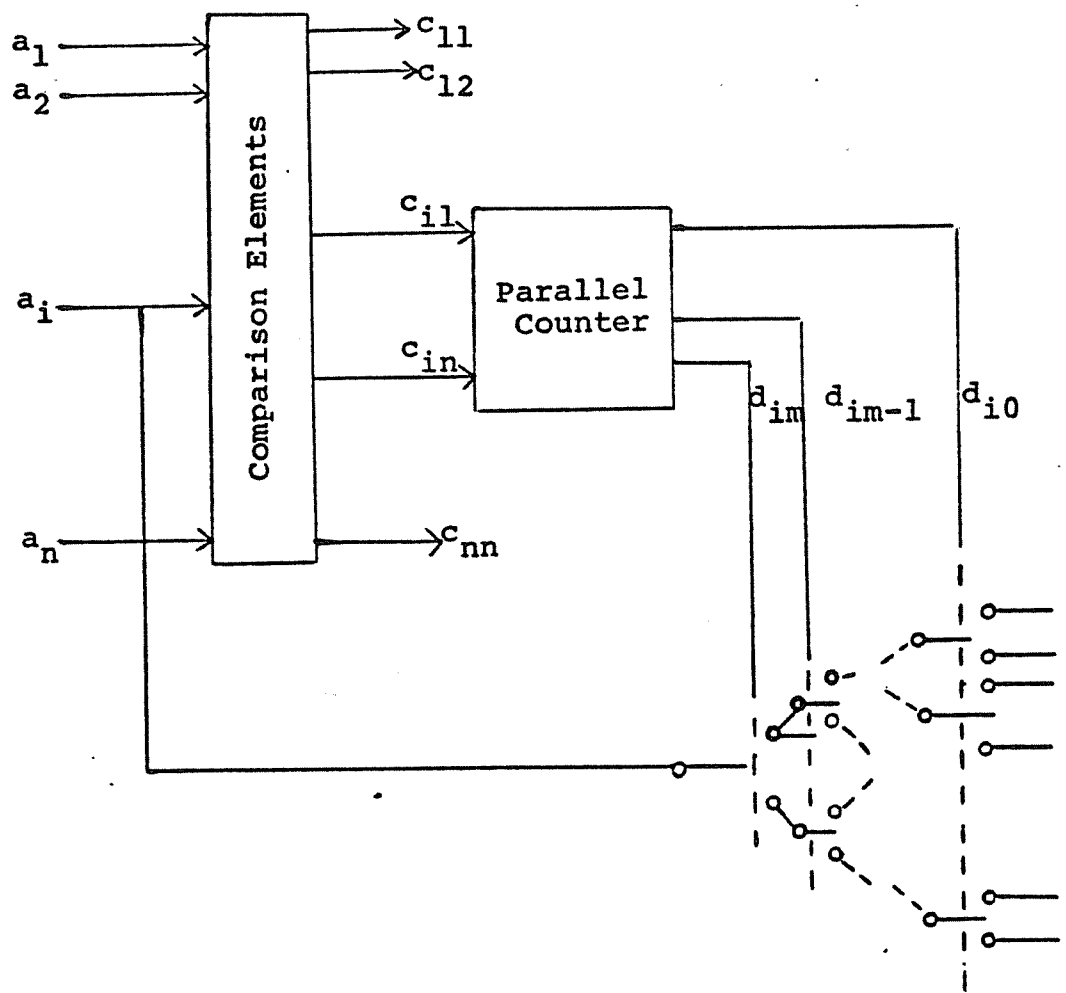 a1
a2
ai
an
Comparison Elements
c11
c12
ci1
cin
cnn
Parallel
Counter
dim
dim-1
di0